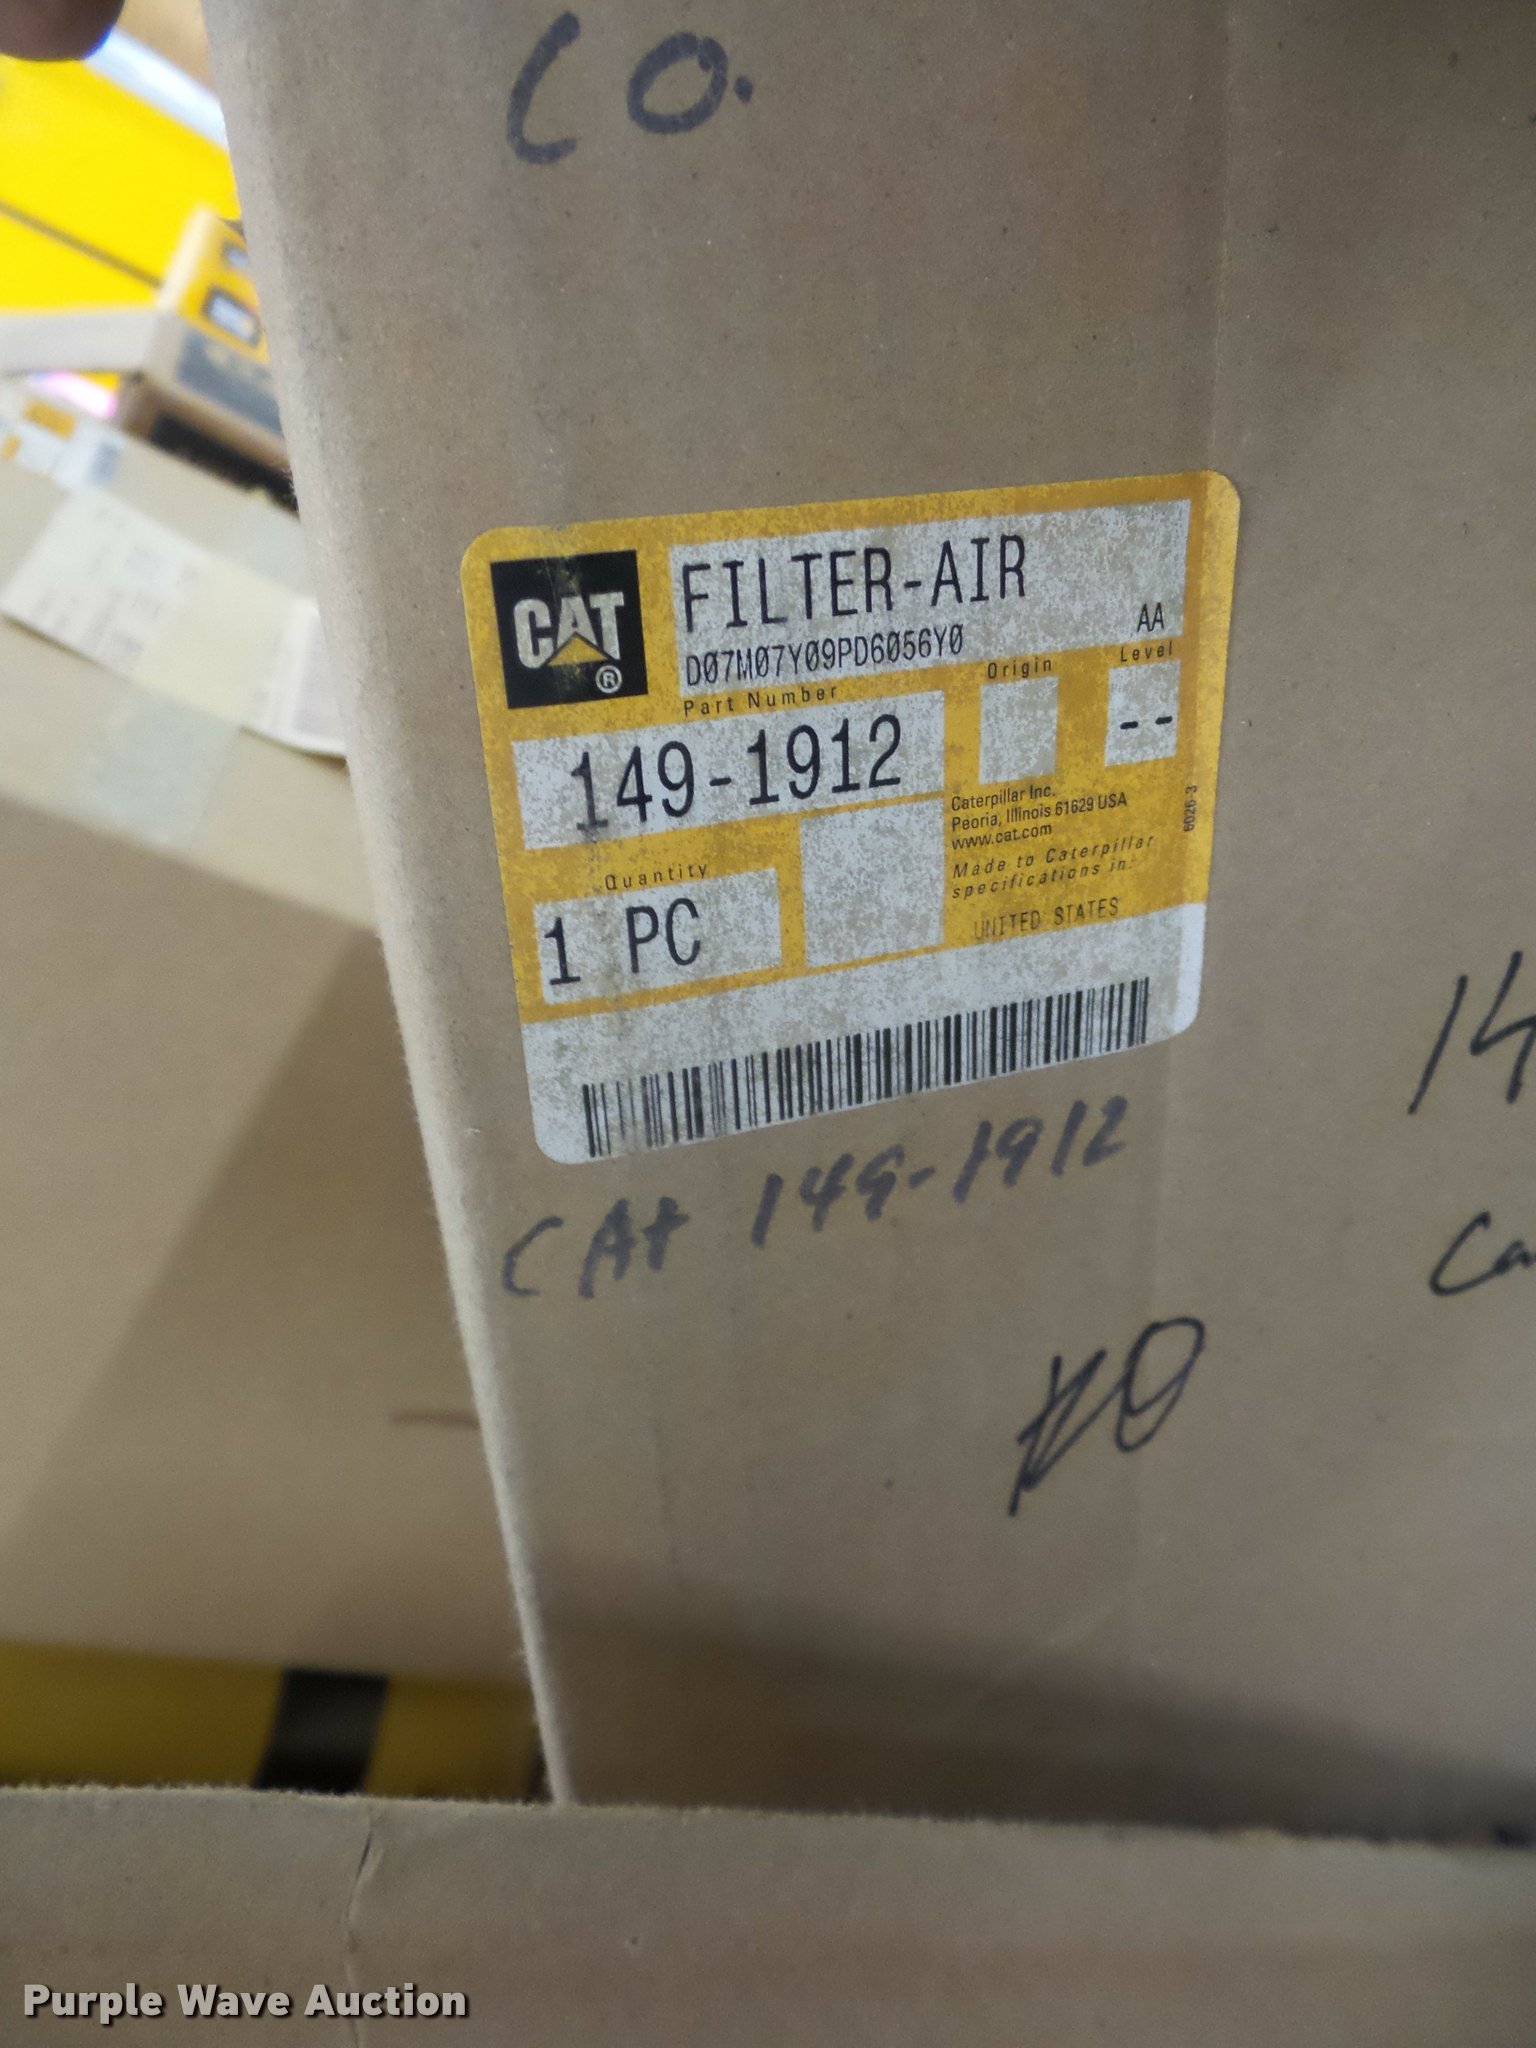 CO.
CAT
®
FILTER-AIR
D07M07Y09PD6056Y0
AA
Part Number
Origin
Level
149-1912
--
Caterpillar Inc.
Peoria, Illinois 61629 USA
www.cat.com
Made to Caterpillar
specifications in:
UNITED STATES
6026-3
Quantity
1 PC
CAt 149-1912
14
Ca
Purple Wave Auction